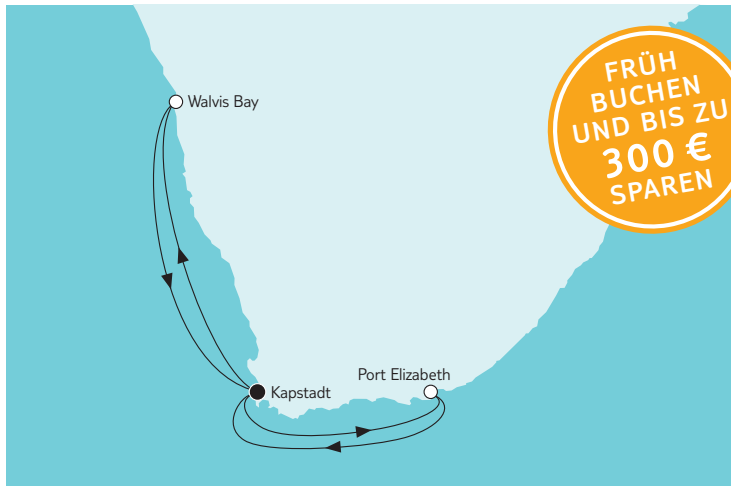 FRÜH
BUCHEN
UND BIS ZU
300 €
SPAREN
Walvis Bay
Port Elizabeth
Kapstadt